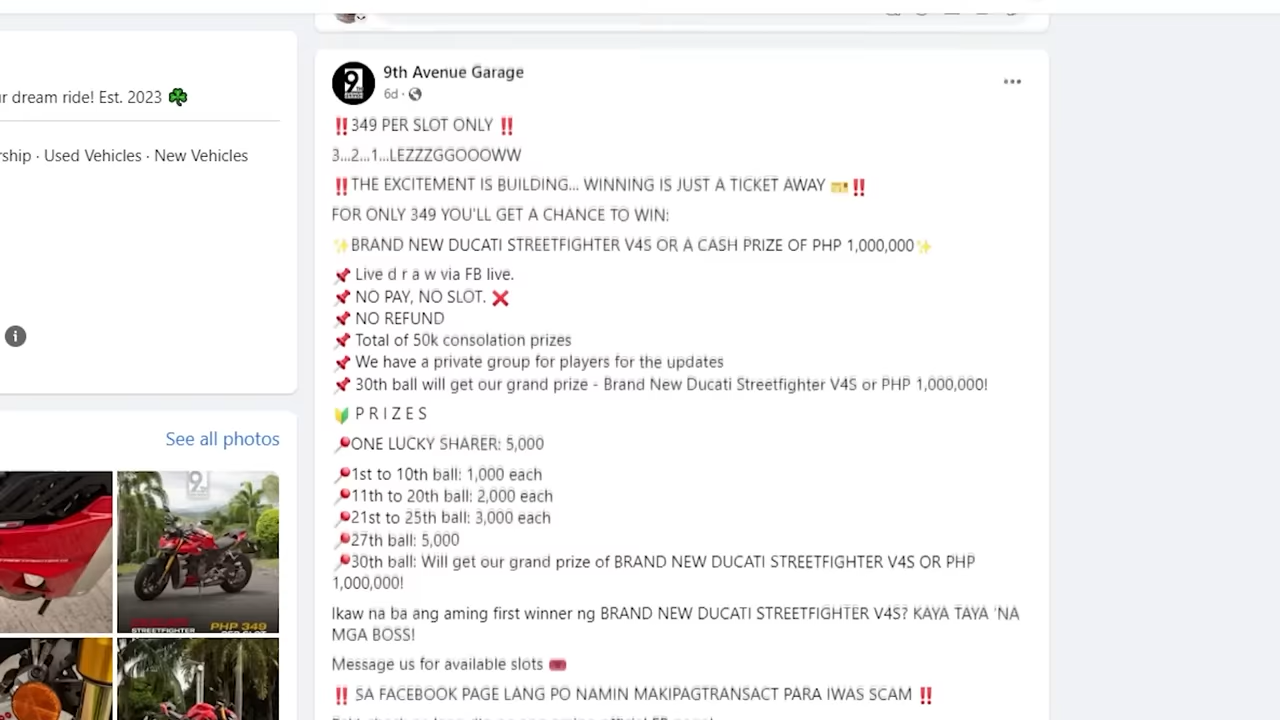 9th Avenue Garage
6d
r dream ride! Est. 2023
rship · Used Vehicles · New Vehicles
See all photos
‼️349 PER SLOT ONLY ‼️
3...2...1...LEZZZGGOOOWW
‼️THE EXCITEMENT IS BUILDING... WINNING IS JUST A TICKET AWAY 🎫‼️
FOR ONLY 349 YOU'LL GET A CHANCE TO WIN:
✨BRAND NEW DUCATI STREETFIGHTER V4S OR A CASH PRIZE OF PHP 1,000,000✨
📌 Live d r a w via FB live.
📌 NO PAY, NO SLOT. ❌
📌 NO REFUND
📌 Total of 50k consolation prizes
📌 We have a private group for players for the updates
📌 30th ball will get our grand prize - Brand New Ducati Streetfighter V4S or PHP 1,000,000!
🔰 P R I Z E S
📍ONE LUCKY SHARER: 5,000
📍1st to 10th ball: 1,000 each
📍11th to 20th ball: 2,000 each
📍21st to 25th ball: 3,000 each
📍27th ball: 5,000
📍30th ball: Will get our grand prize of BRAND NEW DUCATI STREETFIGHTER V4S OR PHP
1,000,000!
Ikaw na ba ang aming first winner ng BRAND NEW DUCATI STREETFIGHTER V4S? KAYA TAYA 'NA
MGA BOSS!
Message us for available slots 🎟️
‼️ SA FACEBOOK PAGE LANG PO NAMIN MAKIPAGTRANSACT PARA IWAS SCAM ‼️
STREETFIGHTER
PHP 349